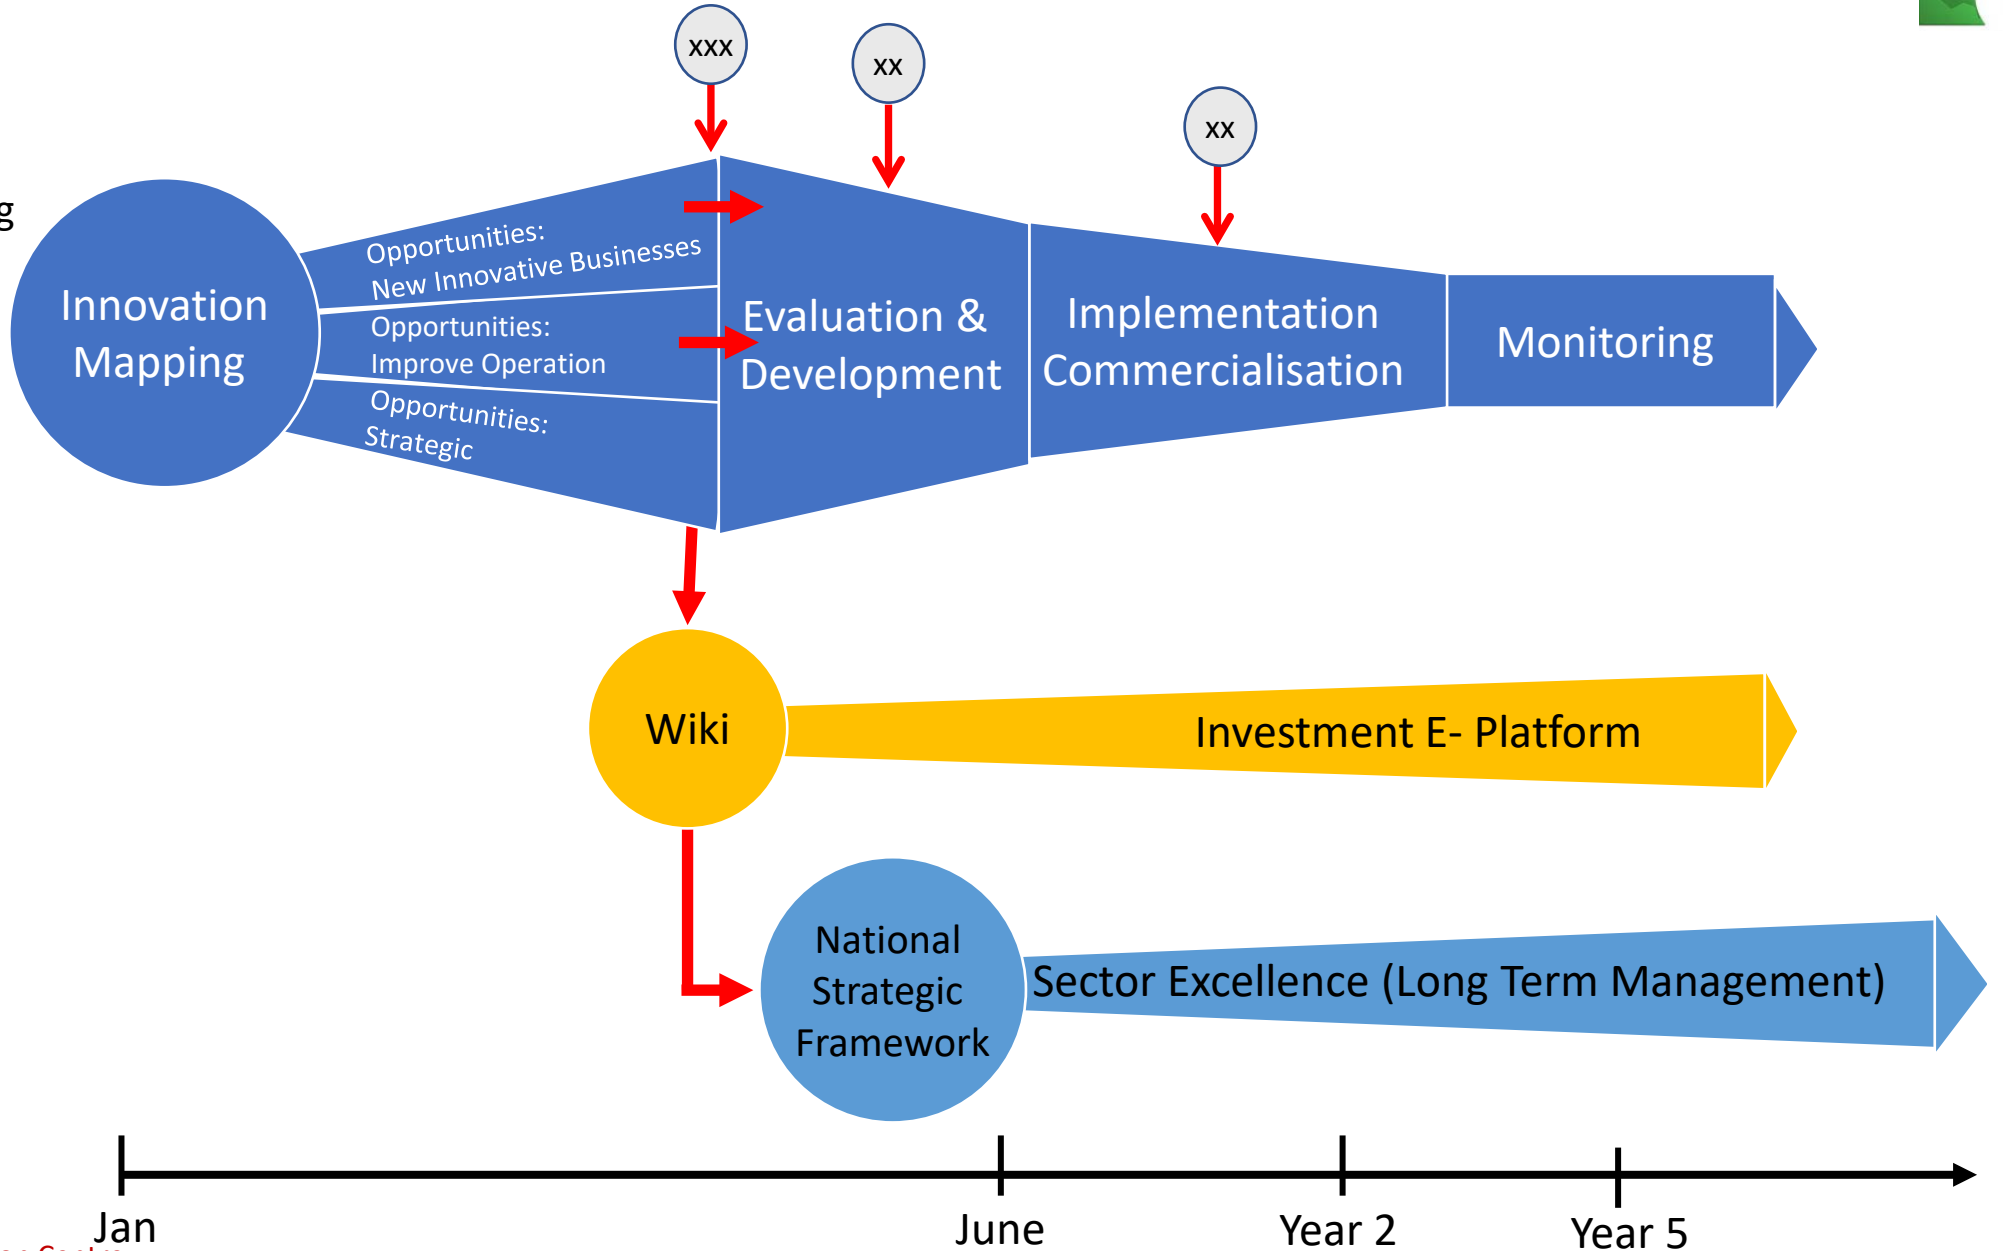 xxx
xx
xx
g
Innovation
Mapping
Opportunities:
New Innovative Businesses
Opportunities:
Improve Operation
Opportunities:
Strategic
Evaluation &
Development
Implementation
Commercialisation
Monitoring
Wiki
Investment E- Platform
National
Strategic
Framework
Sector Excellence (Long Term Management)
Jan
June
Year 2
Year 5